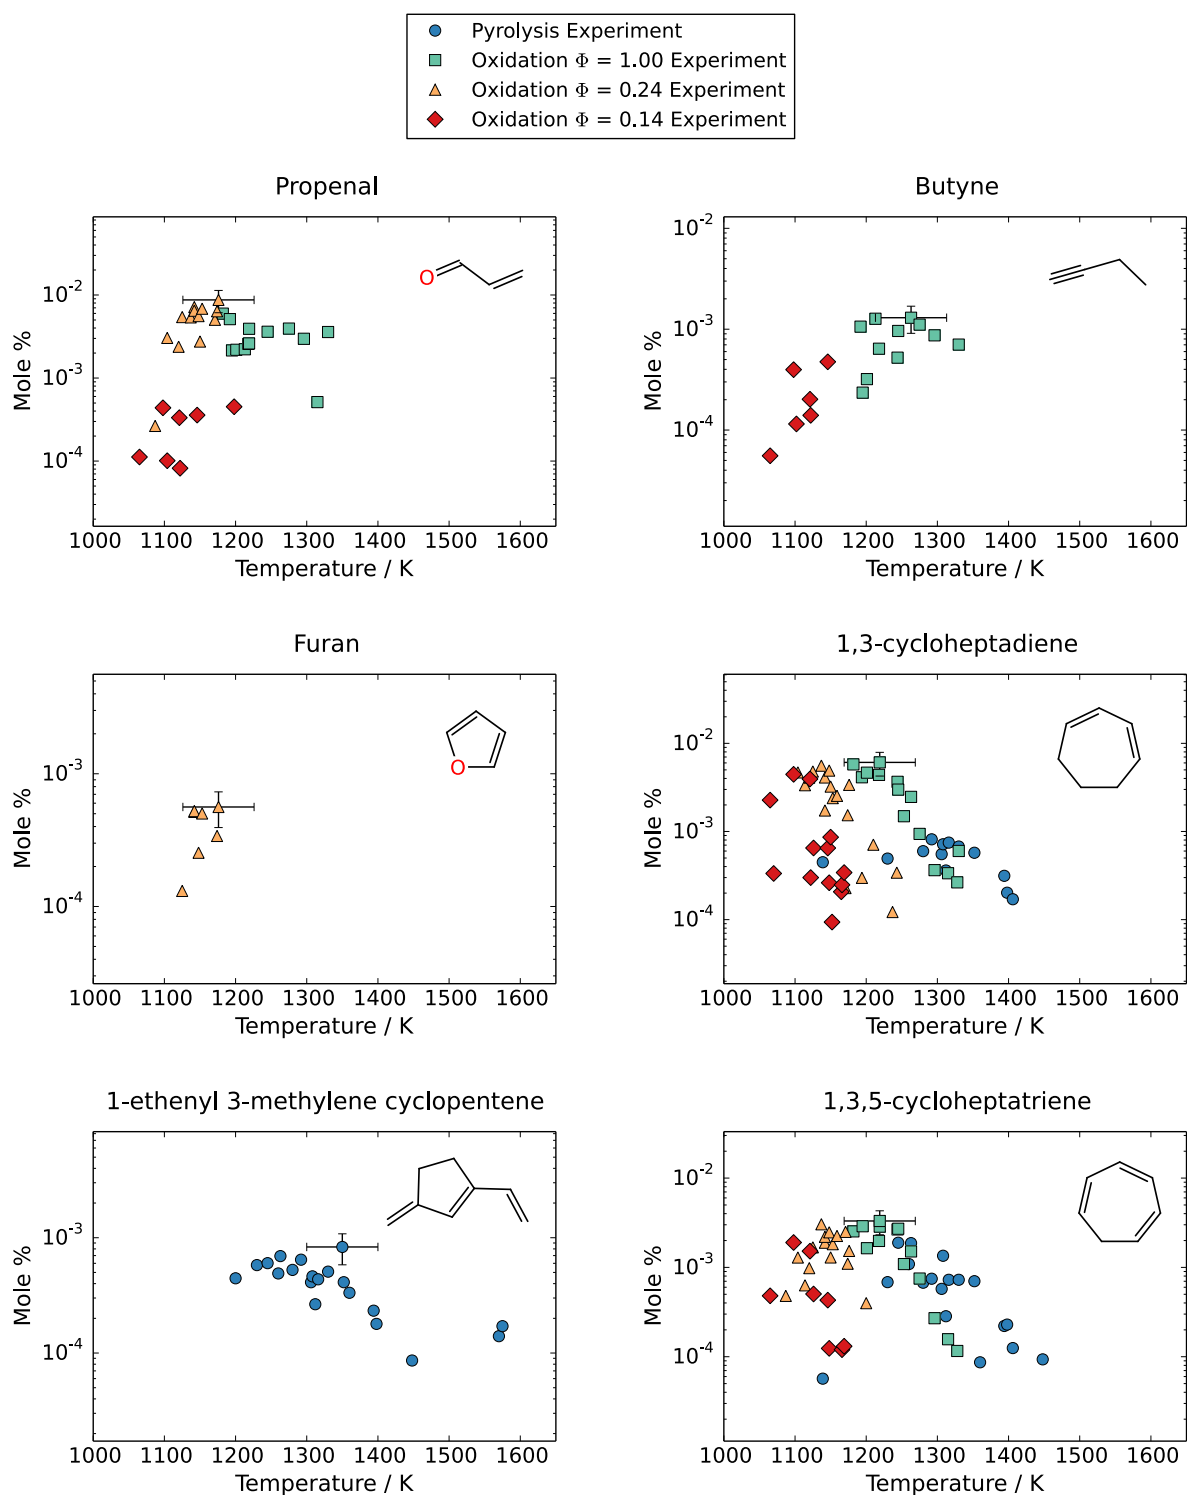 Pyrolysis Experiment
Oxidation Φ = 1.00 Experiment
Oxidation Φ = 0.24 Experiment
Oxidation Φ = 0.14 Experiment
Propenal
Mole %
10⁻²
10⁻³
10⁻⁴
O
1000 1100 1200 1300 1400 1500 1600
Temperature / K
Butyne
Mole %
10⁻²
10⁻³
10⁻⁴
1000 1100 1200 1300 1400 1500 1600
Temperature / K
Furan
Mole %
10⁻³
10⁻⁴
O
1000 1100 1200 1300 1400 1500 1600
Temperature / K
1,3-cycloheptadiene
Mole %
10⁻²
10⁻³
10⁻⁴
1000 1100 1200 1300 1400 1500 1600
Temperature / K
1-ethenyl 3-methylene cyclopentene
Mole %
10⁻³
10⁻⁴
1000 1100 1200 1300 1400 1500 1600
Temperature / K
1,3,5-cycloheptatriene
Mole %
10⁻²
10⁻³
10⁻⁴
1000 1100 1200 1300 1400 1500 1600
Temperature / K